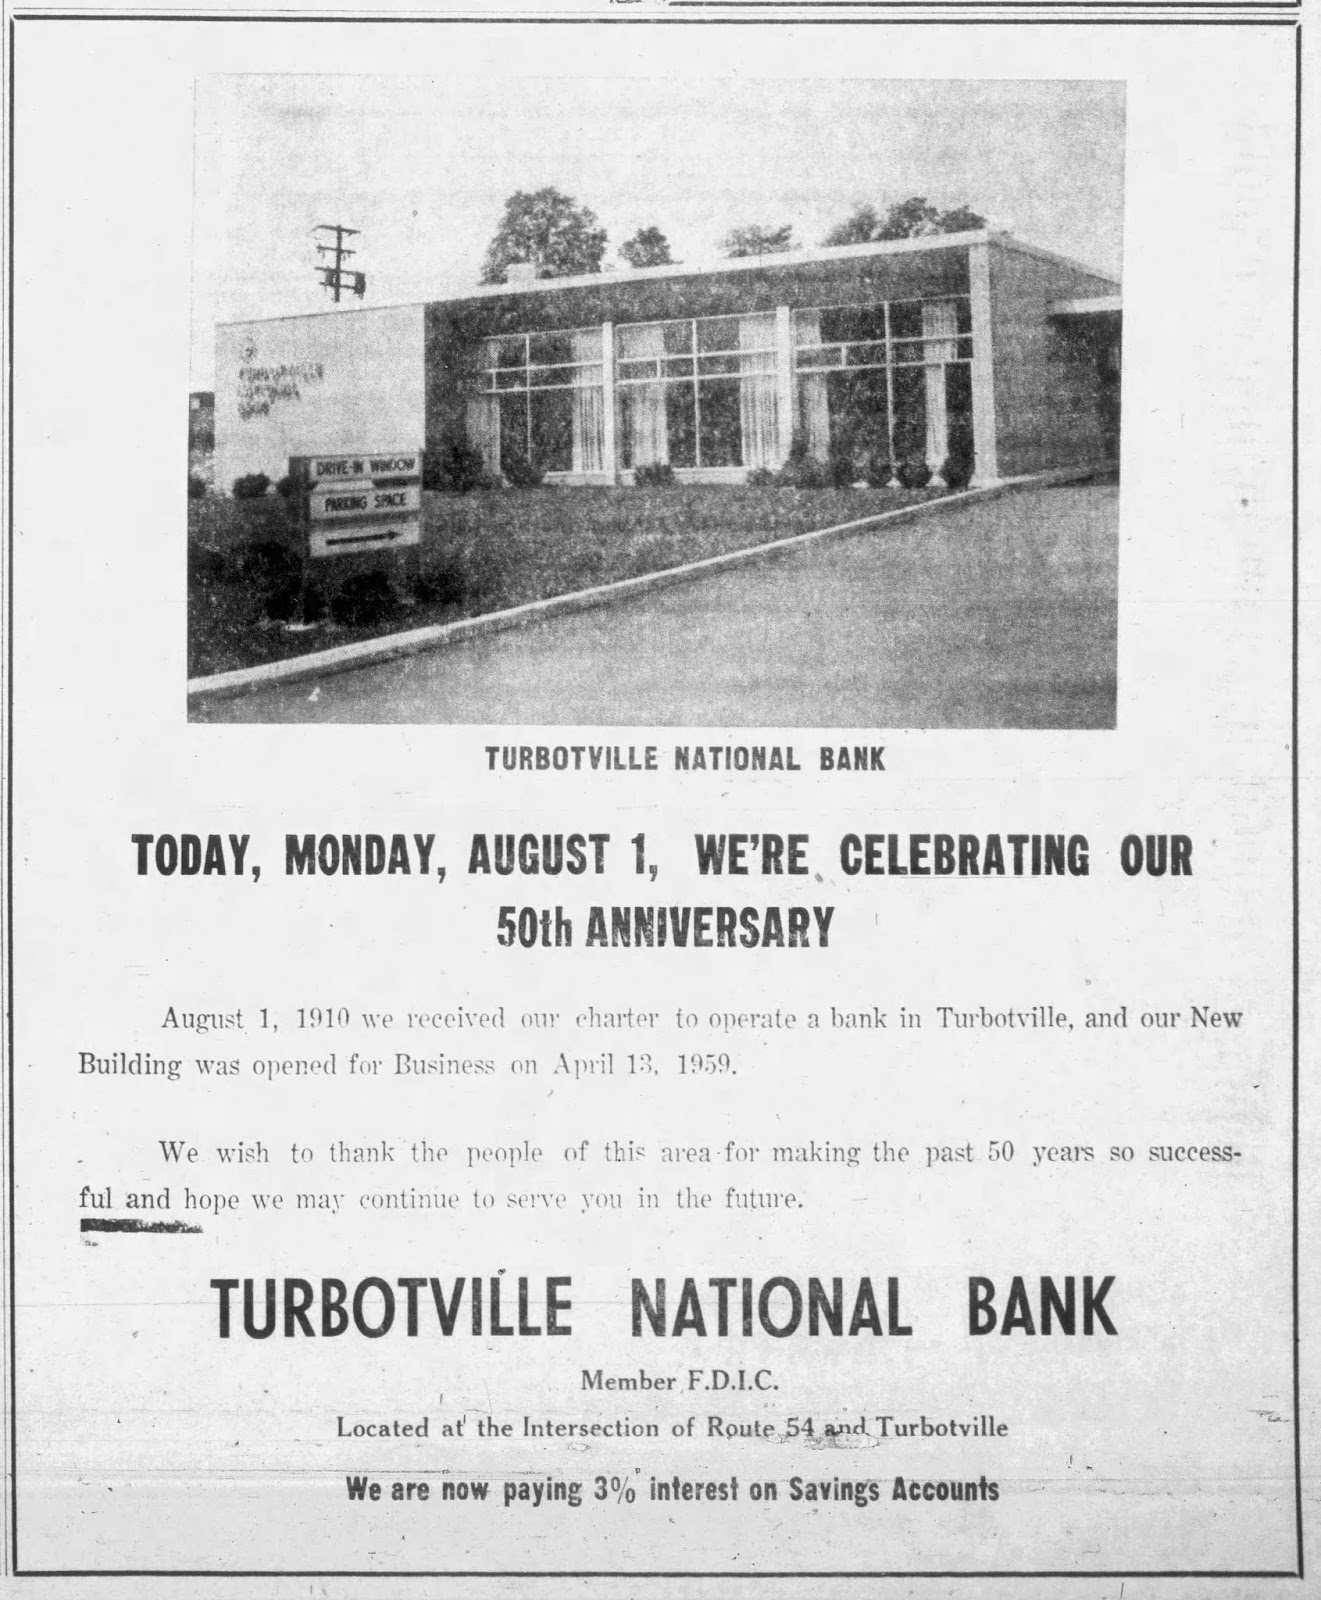 DRIVE-IN WINDOW
PARKING SPACE
TURBOTVILLE NATIONAL BANK
TODAY, MONDAY, AUGUST 1, WE'RE CELEBRATING OUR
50th ANNIVERSARY
August 1, 1910 we received our charter to operate a bank in Turbotville, and our New
Building was opened for Business on April 13, 1959.
We wish to thank the people of this area for making the past 50 years so success-
ful and hope we may continue to serve you in the future.
TURBOTVILLE NATIONAL BANK
Member F.D.I.C.
Located at the Intersection of Route 54 and Turbotville
We are now paying 3% interest on Savings Accounts